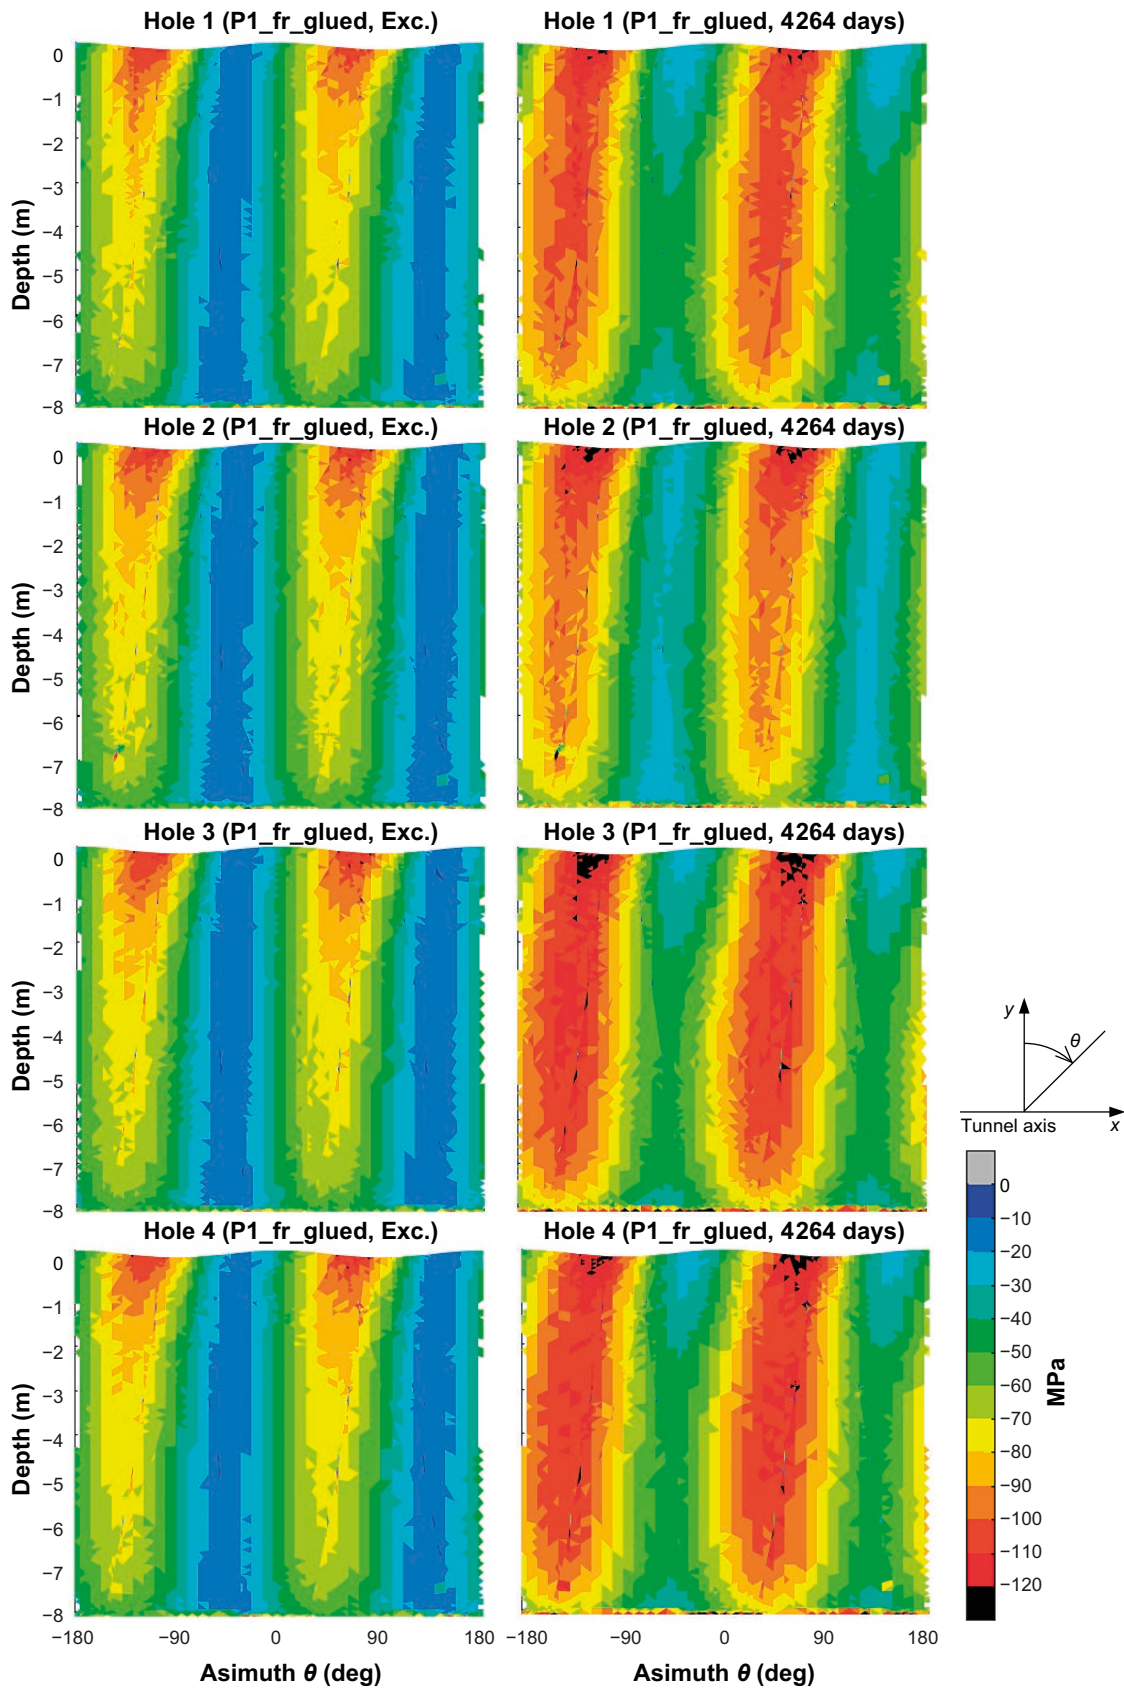 Hole 1 (P1_fr_glued, Exc.)
Hole 1 (P1_fr_glued, 4264 days)
0
−1
−2
−3
−4
−5
−6
−7
−8
Depth (m)
Hole 2 (P1_fr_glued, Exc.)
Hole 2 (P1_fr_glued, 4264 days)
0
−1
−2
−3
−4
−5
−6
−7
−8
Depth (m)
Hole 3 (P1_fr_glued, Exc.)
Hole 3 (P1_fr_glued, 4264 days)
0
−1
−2
−3
−4
−5
−6
−7
−8
Depth (m)
Hole 4 (P1_fr_glued, Exc.)
Hole 4 (P1_fr_glued, 4264 days)
0
−1
−2
−3
−4
−5
−6
−7
−8
Depth (m)
−180 −90 0 90 180
−180 −90 0 90 180
Asimuth θ (deg)
Asimuth θ (deg)
y
θ
Tunnel axis
x
0
−10
−20
−30
−40
−50
−60
−70
−80
−90
−100
−110
−120
MPa